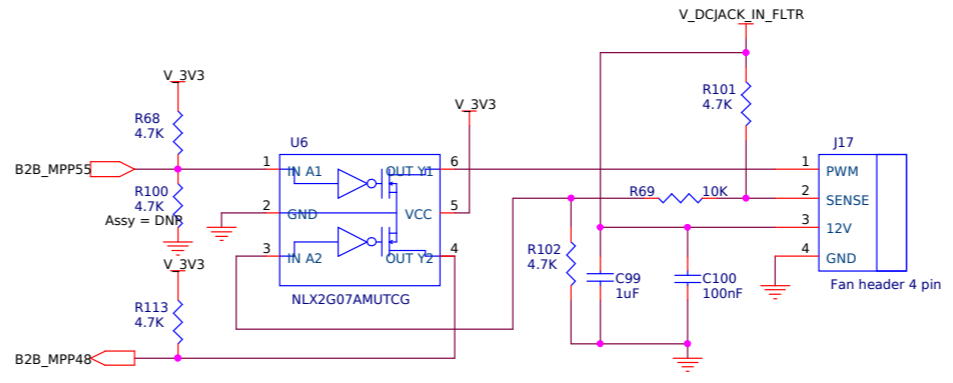 V_DCJACK_IN_FLTR
V_3V3
R68
4.7K
B2B_MPP55
R100
4.7K
Assy = DNP
V_3V3
R113
4.7K
B2B_MPP48
U6
1
IN A1
2
GND
3
IN A2
OUT Y1
6
VCC
5
OUT Y2
4
NLX2G07AMUTCG
V_3V3
R101
4.7K
R69
10K
R102
4.7K
C99
1uF
C100
100nF
J17
1
PWM
2
SENSE
3
12V
4
GND
Fan header 4 pin